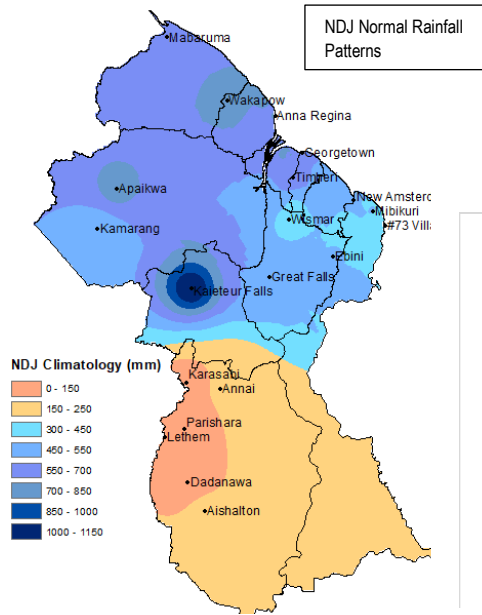 NDJ Normal Rainfall
Patterns
Mabaruma
Wakapow
Anna Regina
Georgetown
Timheri
Apaikwa
New Amsterd
Mibikuri
Wismar
#73 Villa
Kamarang
Ebini
Great Falls
Kaieteur Falls
NDJ Climatology (mm)
0 - 150
150 - 250
300 - 450
450 - 550
550 - 700
700 - 850
850 - 1000
1000 - 1150
Karasabi
Annai
Parishara
Lethem
Dadanawa
Aishalton